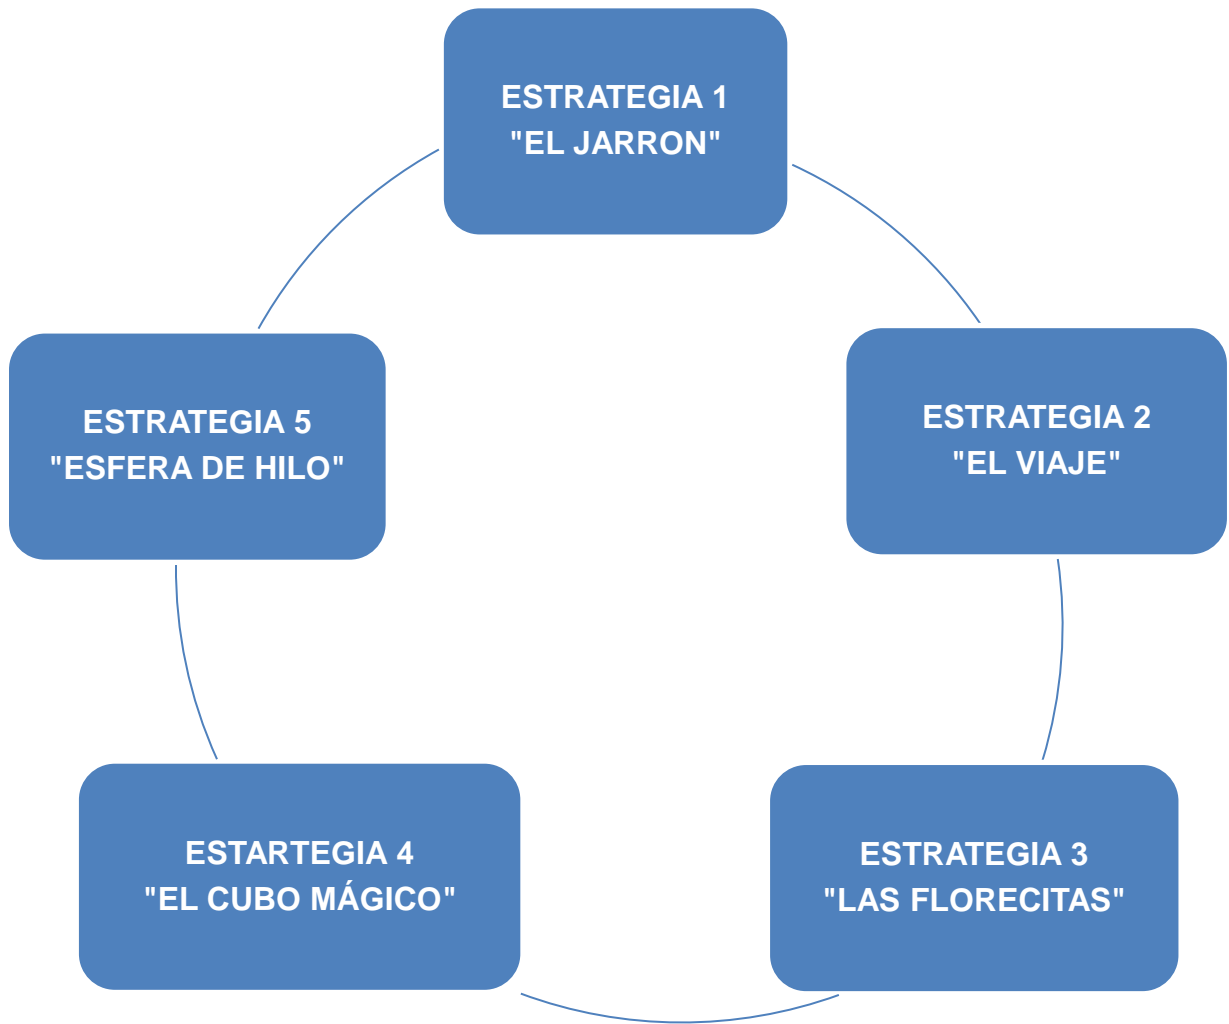 ESTRATEGIA 1
"EL JARRON"
ESTRATEGIA 2
"EL VIAJE"
ESTRATEGIA 3
"LAS FLORECITAS"
ESTARTEGIA 4
"EL CUBO MÁGICO"
ESTRATEGIA 5
"ESFERA DE HILO"